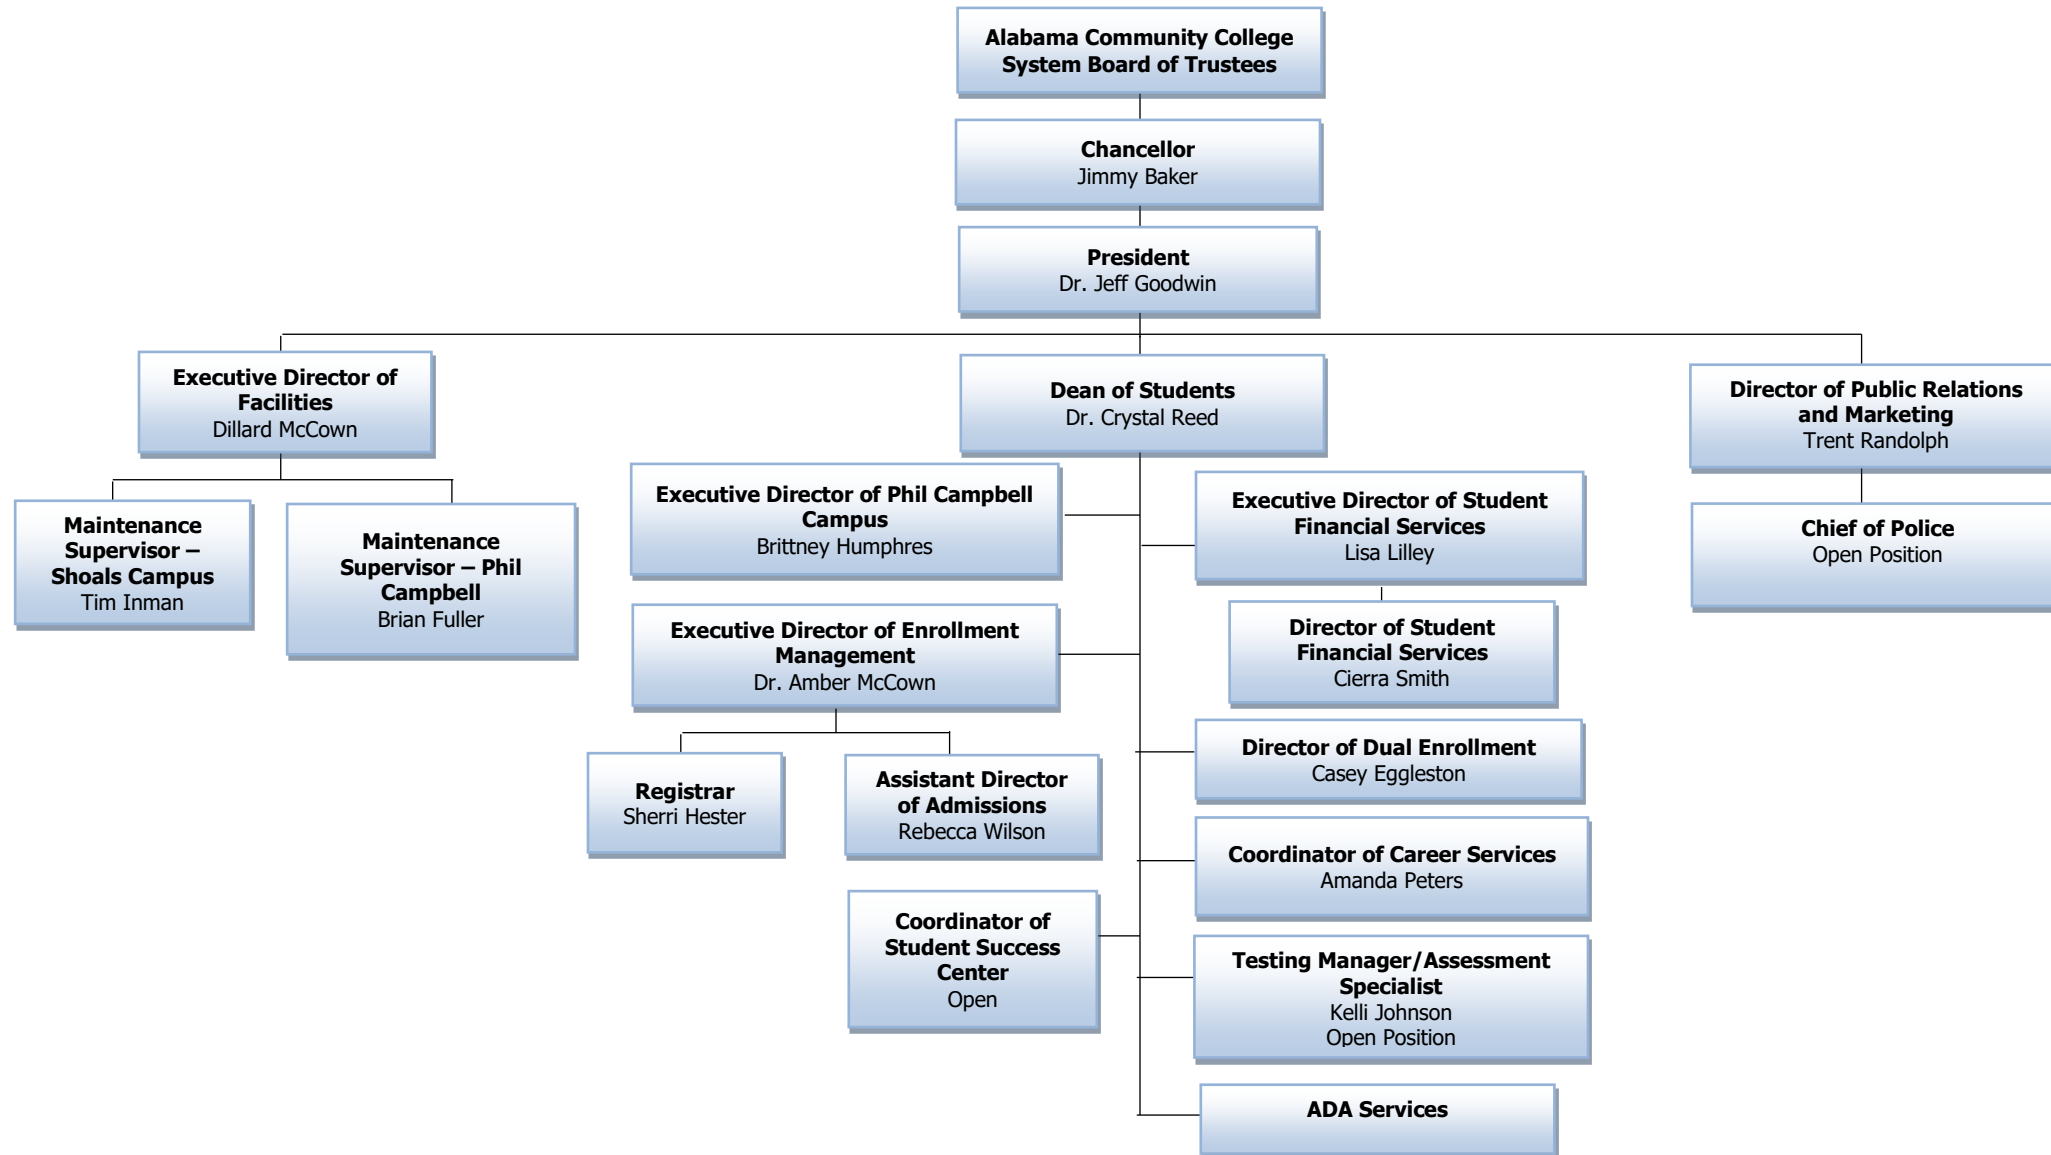 Alabama Community College
System Board of Trustees
Chancellor
Jimmy Baker
President
Dr. Jeff Goodwin
Executive Director of
Facilities
Dillard McCown
Dean of Students
Dr. Crystal Reed
Director of Public Relations
and Marketing
Trent Randolph
Maintenance
Supervisor –
Shoals Campus
Tim Inman
Maintenance
Supervisor – Phil
Campbell
Brian Fuller
Executive Director of Phil Campbell
Campus
Brittney Humphres
Executive Director of Student
Financial Services
Lisa Lilley
Chief of Police
Open Position
Executive Director of Enrollment
Management
Dr. Amber McCown
Director of Student
Financial Services
Cierra Smith
Registrar
Sherri Hester
Assistant Director
of Admissions
Rebecca Wilson
Director of Dual Enrollment
Casey Eggleston
Coordinator of Career Services
Amanda Peters
Coordinator of
Student Success
Center
Open
Testing Manager/Assessment
Specialist
Kelli Johnson
Open Position
ADA Services